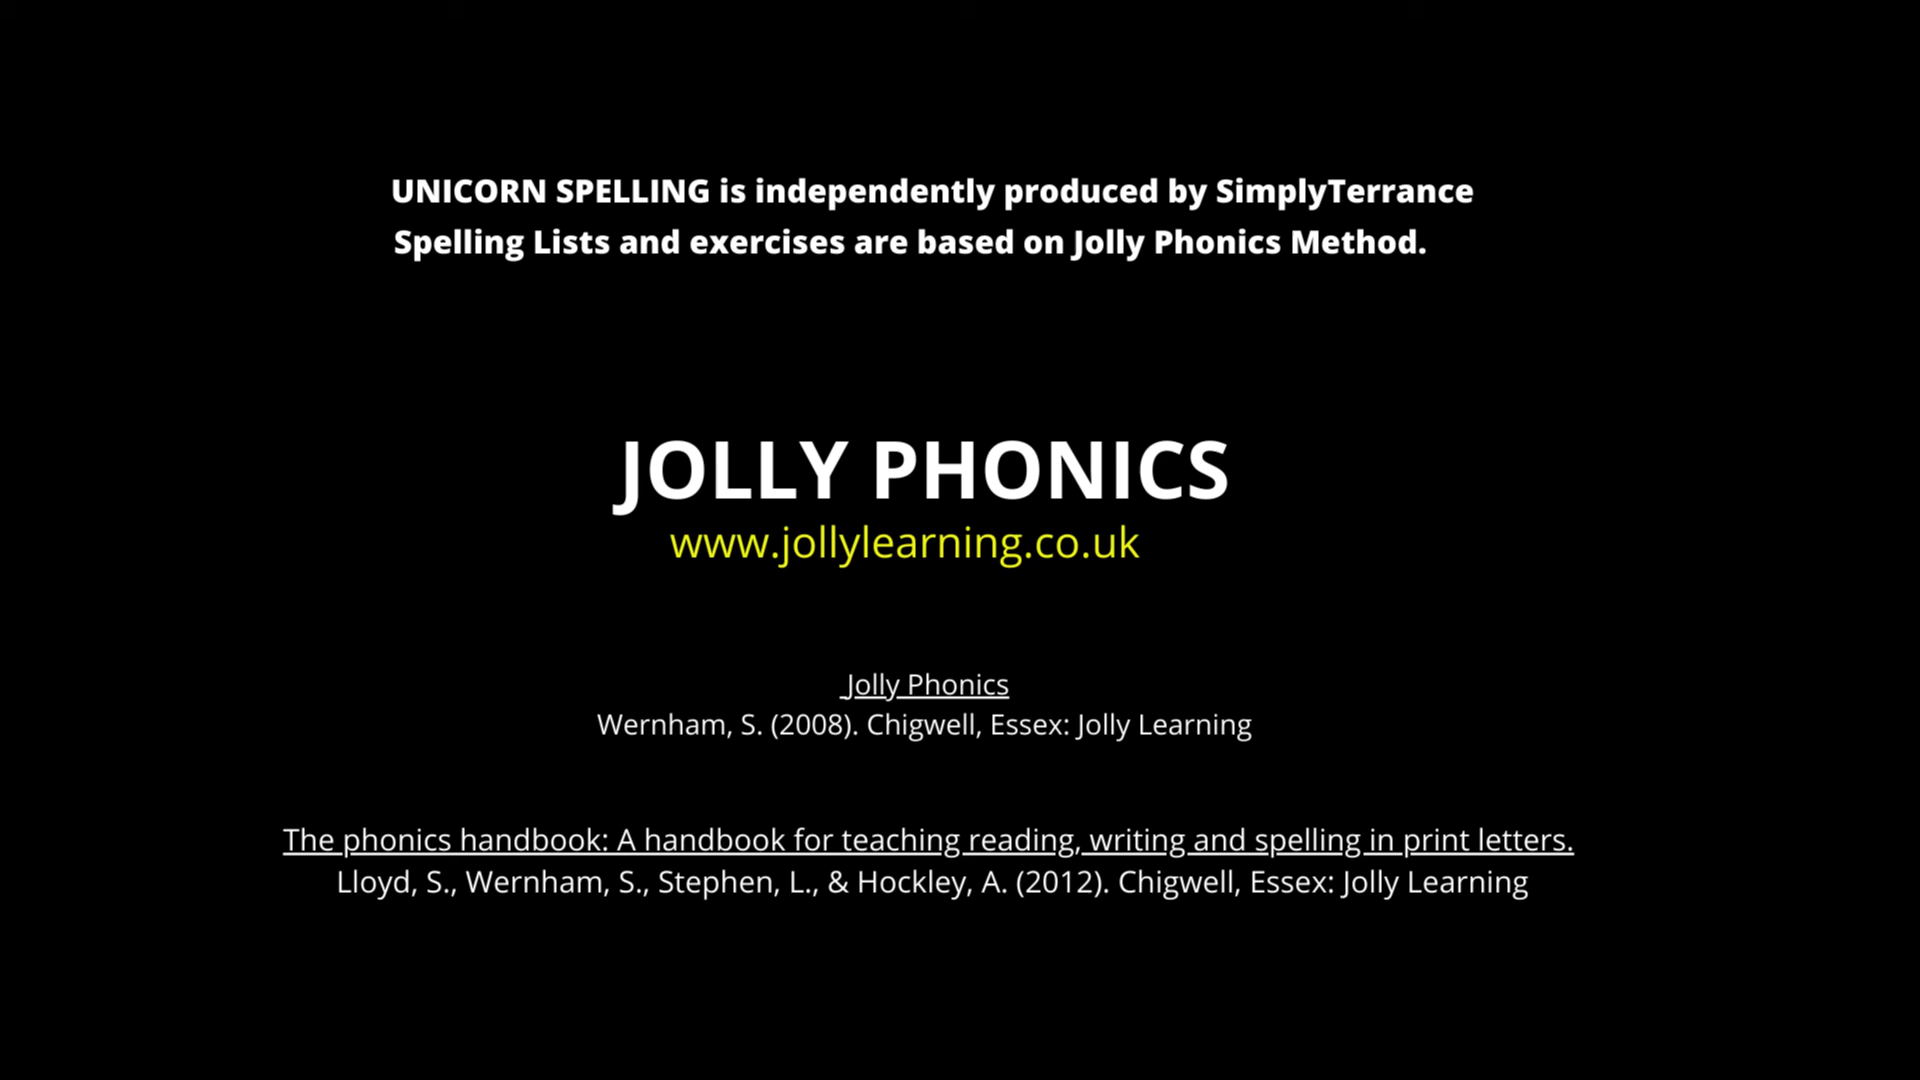 UNICORN SPELLING is independently produced by SimplyTerrance
Spelling Lists and exercises are based on Jolly Phonics Method.
JOLLY PHONICS
www.jollylearning.co.uk
Jolly Phonics
Wernham, S. (2008). Chigwell, Essex: Jolly Learning
The phonics handbook: A handbook for teaching reading, writing and spelling in print letters.
Lloyd, S., Wernham, S., Stephen, L., & Hockley, A. (2012). Chigwell, Essex: Jolly Learning